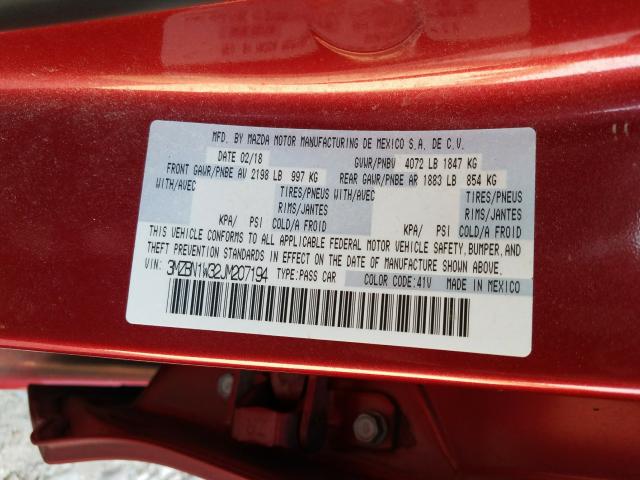 MFD. BY MAZDA MOTOR MANUFACTURING DE MEXICO S.A. DE C.V.
DATE 02/18 GVWR/PNBV 4072 LB 1847 KG
FRONT GAWR/PNBE AV 2198 LB 997 KG REAR GAWR/PNBE AR 1883 LB 854 KG
WITH/AVEC TIRES/PNEUS WITH/AVEC TIRES/PNEUS
RIMS/JANTES RIMS/JANTES
KPA/ PSI COLD/A FROID KPA/ PSI COLD/A FROID
THIS VEHICLE CONFORMS TO ALL APPLICABLE FEDERAL MOTOR VEHICLE SAFETY, BUMPER, AND
THEFT PREVENTION STANDARDS IN EFFECT ON THE DATE OF MANUFACTURE SHOWN ABOVE.
VIN: 3MZBN1W32JM207194 TYPE:PASS CAR COLOR CODE:41V MADE IN MEXICO